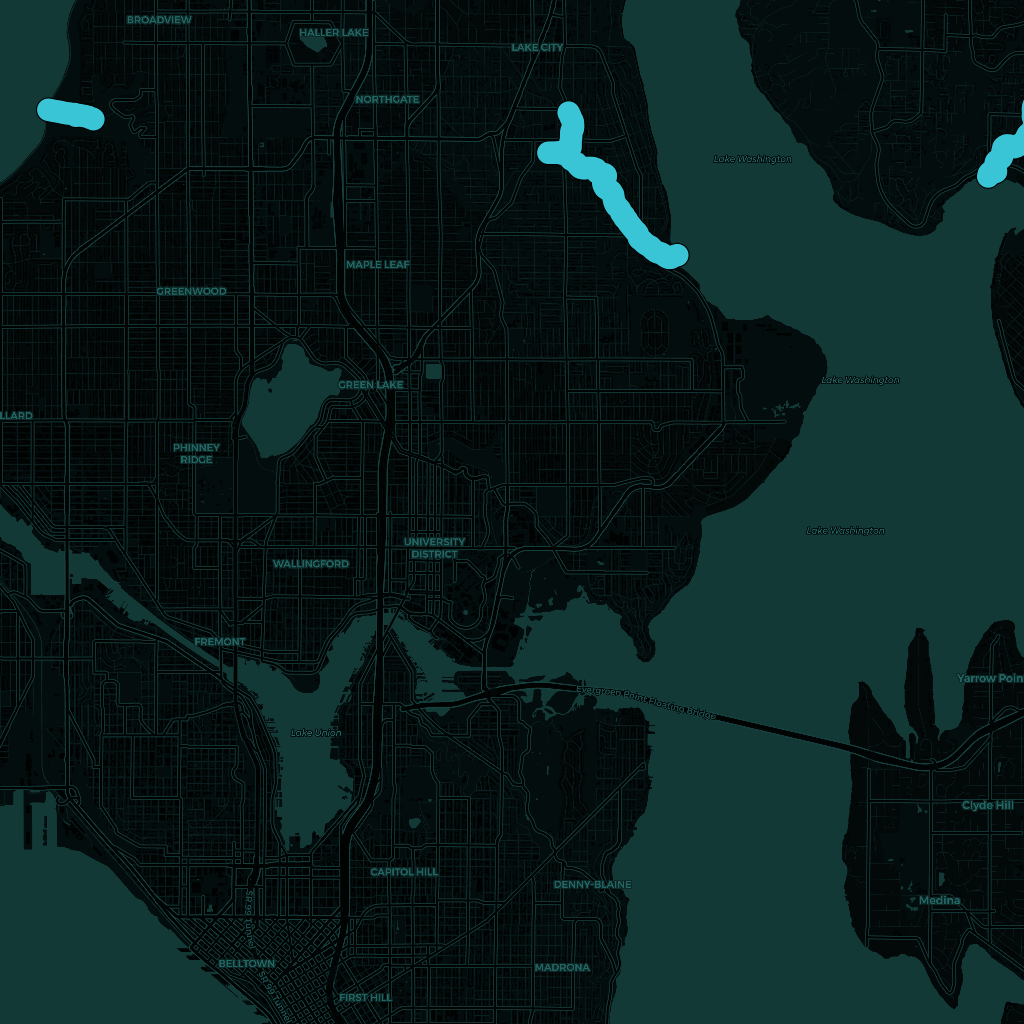 BROADVIEW
HALLER LAKE
LAKE CITY
NORTHGATE
Lake Washington
MAPLE LEAF
GREENWOOD
GREEN LAKE
Lake Washington
LLARD
PHINNEY
RIDGE
Lake Washington
UNIVERSITY
DISTRICT
WALLINGFORD
FREMONT
Yarrow Poin
Evergreen Point Floating Bridge
Lake Union
Clyde Hill
CAPITOL HILL
DENNY-BLAINE
Medina
SR 99 Tunnel
BELLTOWN
MADRONA
SR 99 Tunnel
FIRST HILL